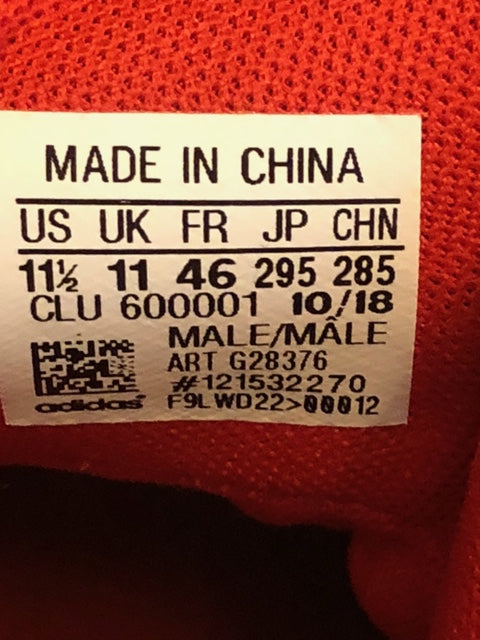 MADE IN CHINA
US UK FR JP CHN
11½ 11 46 295 285
CLU 600001 10/18
MALE/MÂLE
ART G28376
#121532270
adidas F9LWD22>00012